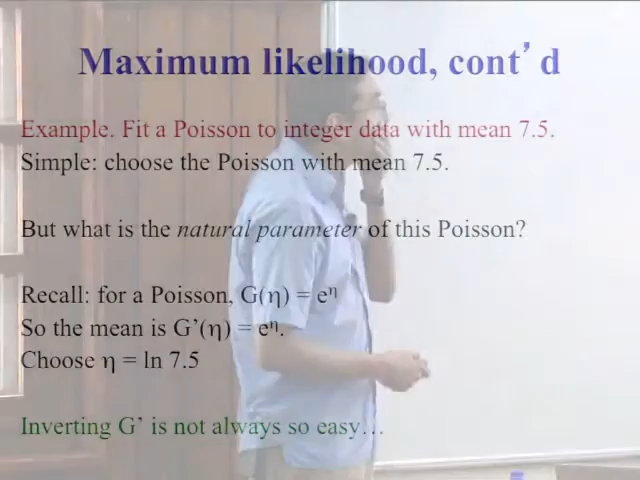 Maximum likelihood, cont’d
Example. Fit a Poisson to integer data with mean 7.5.
Simple: choose the Poisson with mean 7.5.
But what is the natural parameter of this Poisson?
Recall: for a Poisson, G(η) = e^η
So the mean is G’(η) = e^η.
Choose η = ln 7.5
Inverting G’ is not always so easy…